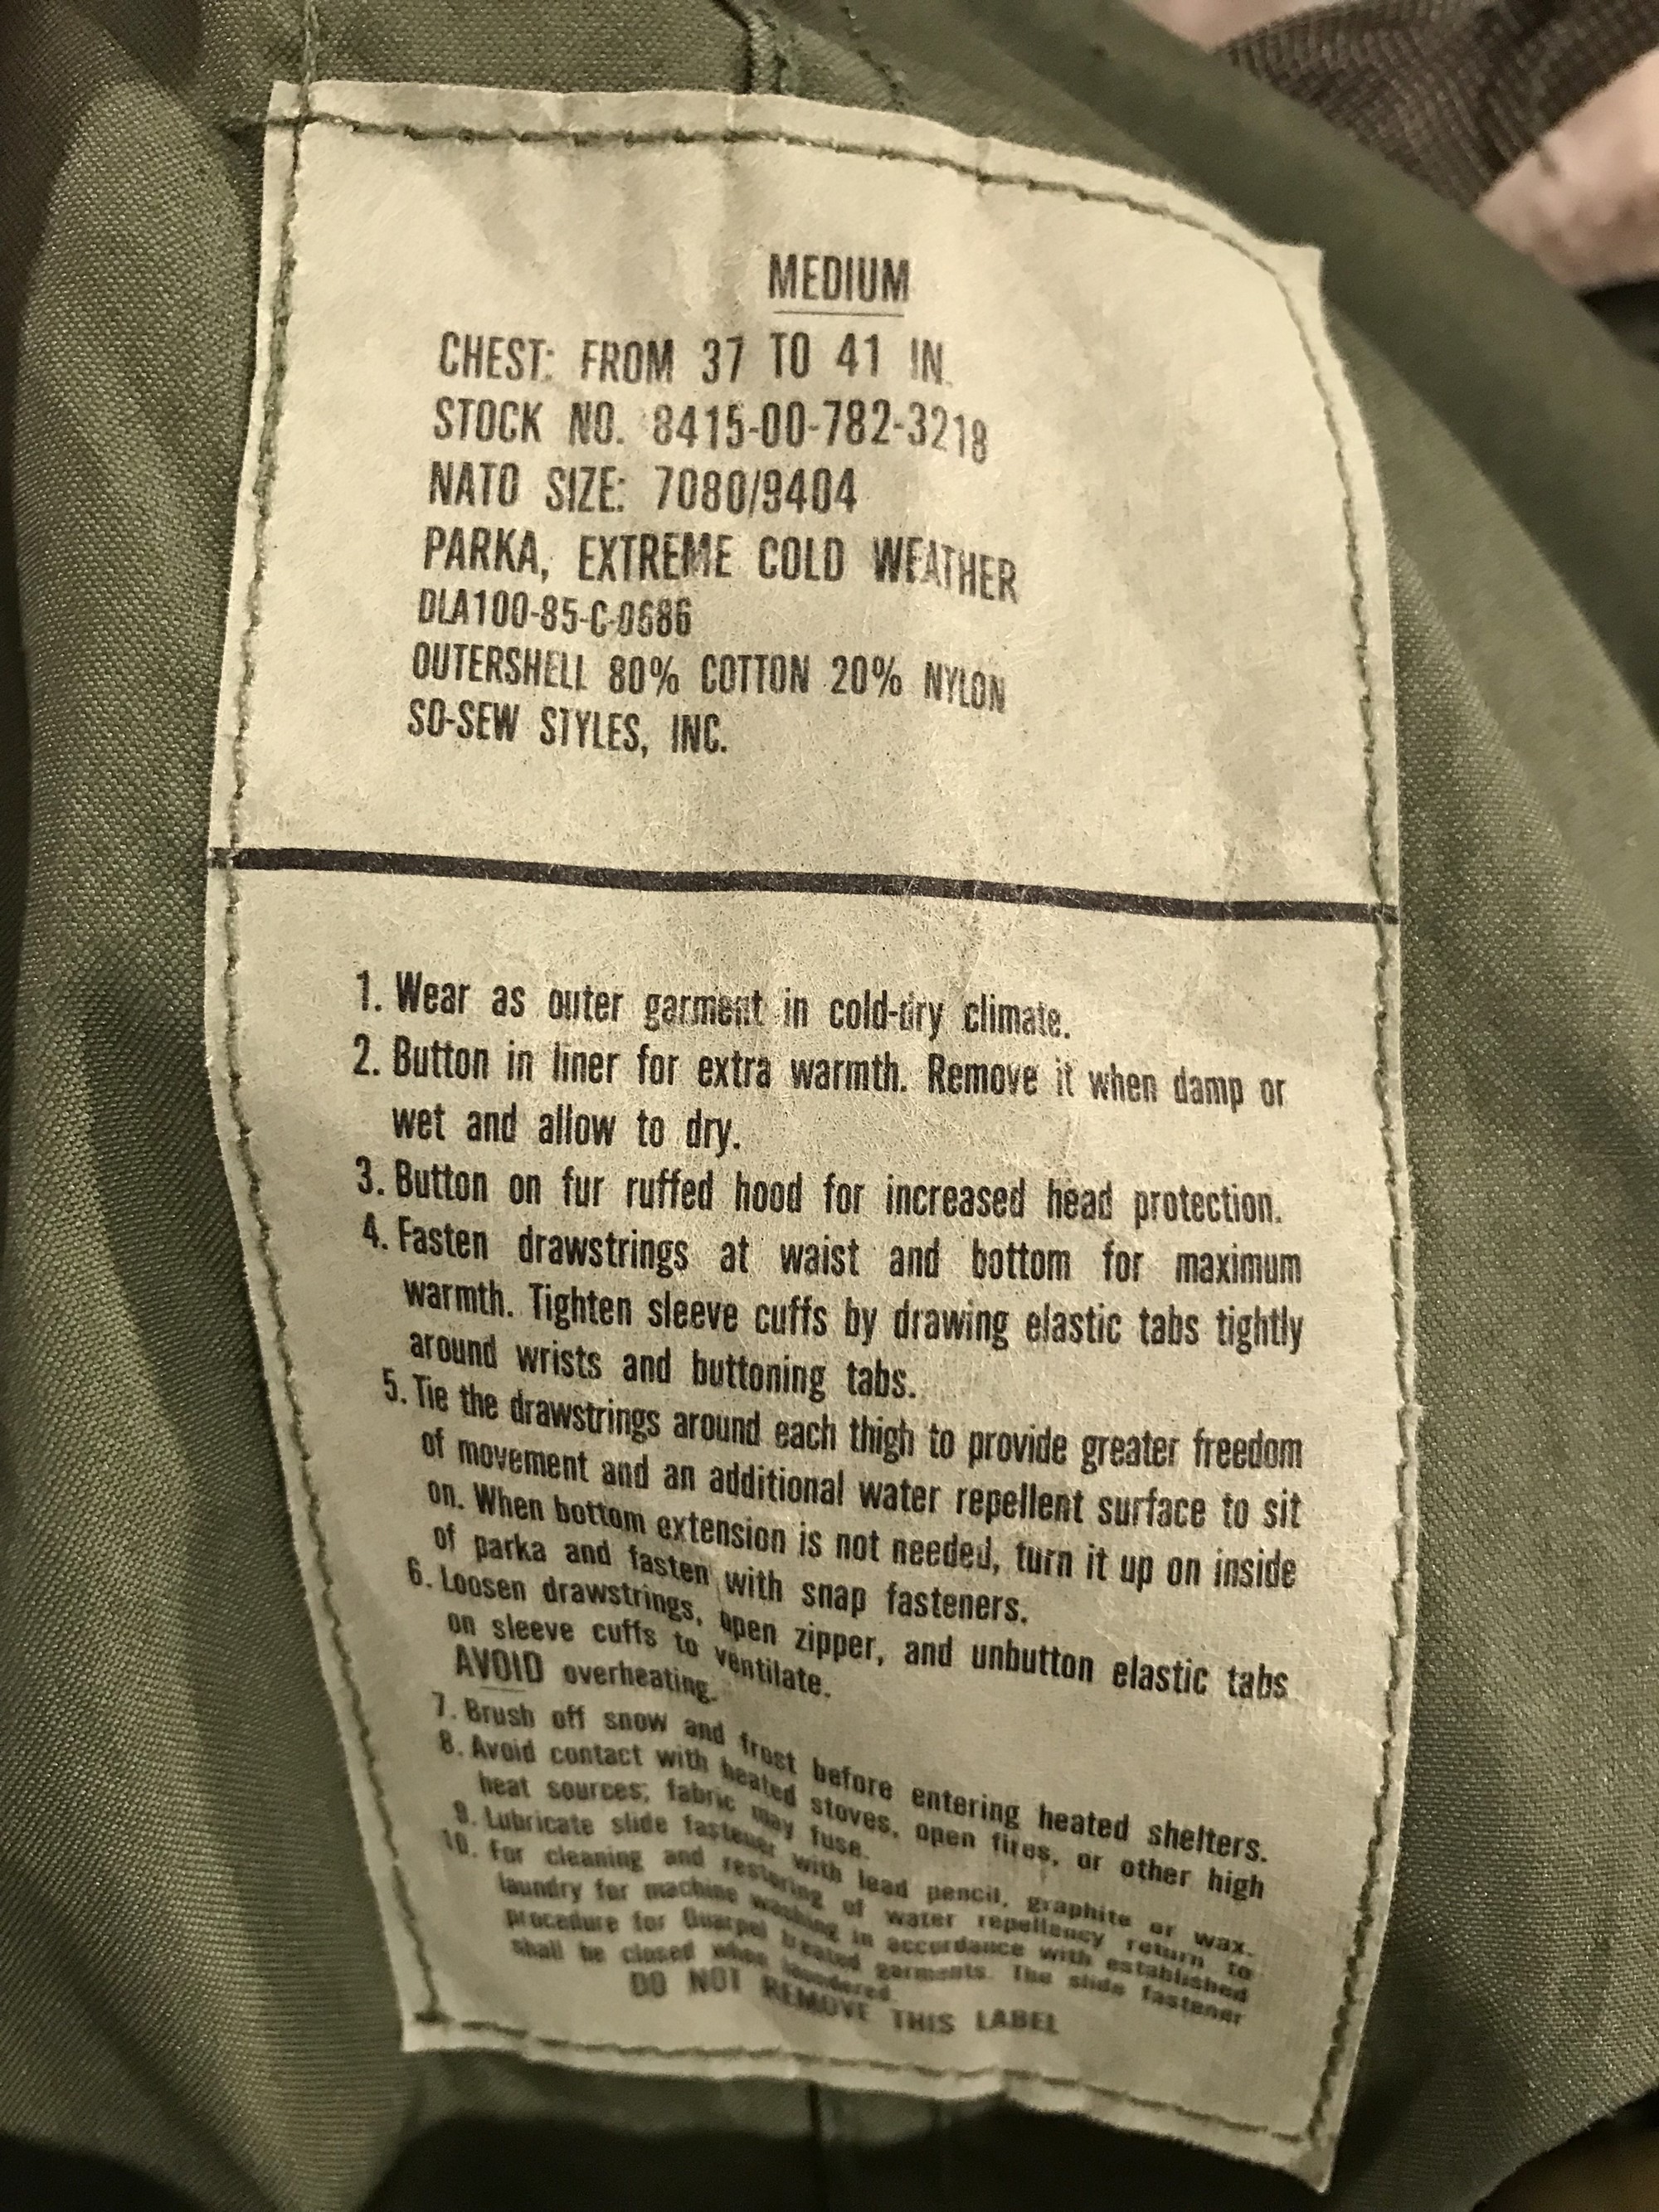 MEDIUM
CHEST: FROM 37 TO 41 IN.
STOCK NO. 8415-00-782-3218
NATO SIZE: 7080/9404
PARKA, EXTREME COLD WEATHER
DLA100-85-C-0686
OUTERSHELL 80% COTTON 20% NYLON
SO-SEW STYLES, INC.
1. Wear as outer garment in cold-dry climate.
2. Button in liner for extra warmth. Remove it when damp or
wet and allow to dry.
3. Button on fur ruffed hood for increased head protection.
4. Fasten drawstrings at waist and bottom for maximum
warmth. Tighten sleeve cuffs by drawing elastic tabs tightly
around wrists and buttoning tabs.
5. Tie the drawstrings around each thigh to provide greater freedom
of movement and an additional water repellent surface to sit
on. When bottom extension is not needed, turn it up on inside
of parka and fasten with snap fasteners.
6. Loosen drawstrings, open zipper, and unbutton elastic tabs
on sleeve cuffs to ventilate.
AVOID overheating.
7. Brush off snow and frost before entering heated shelters.
8. Avoid contact with heated stoves, open fires, or other high
heat sources; fabric may fuse.
9. Lubricate slide fastener with lead pencil, graphite or wax.
10. For cleaning and restoring of water repellency return to
laundry for machine washing in accordance with established
procedure for Quarpel treated garments. The slide fastener
shall be closed when laundered.
DO NOT REMOVE THIS LABEL